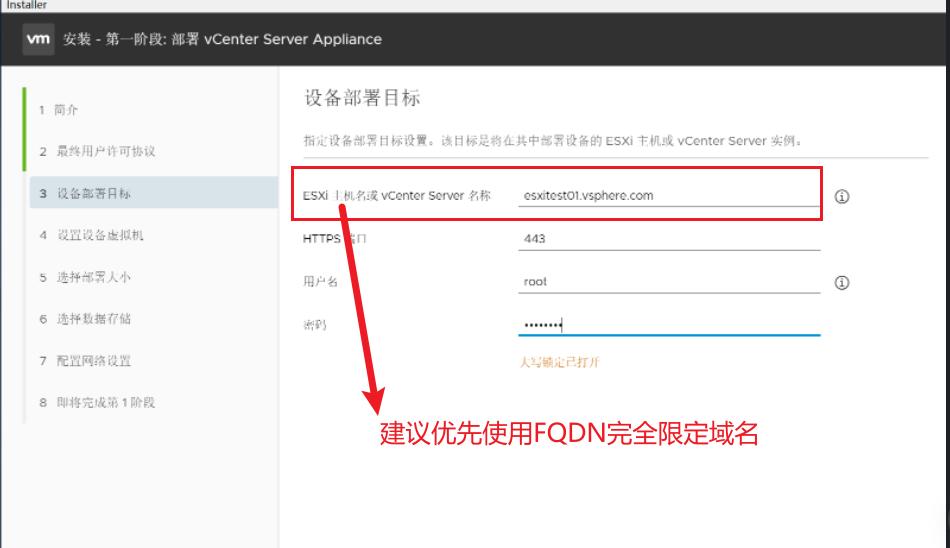 Installer
vm 安装 - 第一阶段: 部署 vCenter Server Appliance
1 简介
2 最终用户许可协议
3 设备部署目标
4 设置设备虚拟机
5 选择部署大小
6 选择数据存储
7 配置网络设置
8 即将完成第 1 阶段
设备部署目标
指定设备部署目标设置。该目标是将在其中部署设备的 ESXi 主机或 vCenter Server 实例。
ESXi 主机名或 vCenter Server 名称 esxitest01.vsphere.com
HTTPS 端口 443
用户名 root
密码 ••••••••
大写锁定已打开
建议优先使用FQDN完全限定域名